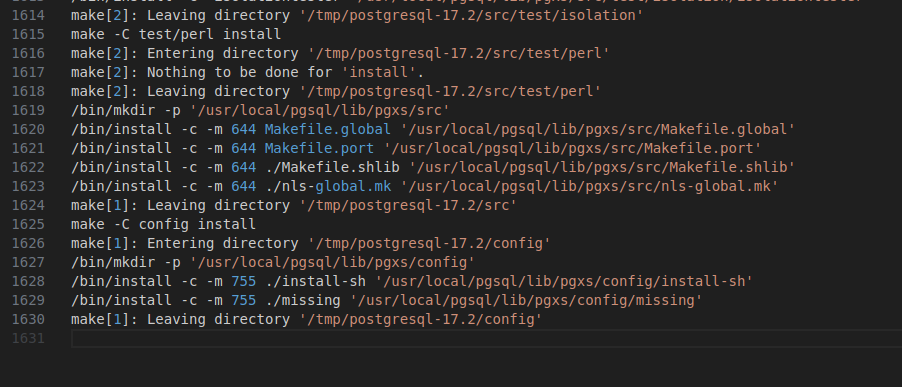 1614 make[2]: Leaving directory '/tmp/postgresql-17.2/src/test/isolation'
1615 make -C test/perl install
1616 make[2]: Entering directory '/tmp/postgresql-17.2/src/test/perl'
1617 make[2]: Nothing to be done for 'install'.
1618 make[2]: Leaving directory '/tmp/postgresql-17.2/src/test/perl'
1619 /bin/mkdir -p '/usr/local/pgsql/lib/pgxs/src'
1620 /bin/install -c -m 644 Makefile.global '/usr/local/pgsql/lib/pgxs/src/Makefile.global'
1621 /bin/install -c -m 644 Makefile.port '/usr/local/pgsql/lib/pgxs/src/Makefile.port'
1622 /bin/install -c -m 644 ./Makefile.shlib '/usr/local/pgsql/lib/pgxs/src/Makefile.shlib'
1623 /bin/install -c -m 644 ./nls-global.mk '/usr/local/pgsql/lib/pgxs/src/nls-global.mk'
1624 make[1]: Leaving directory '/tmp/postgresql-17.2/src'
1625 make -C config install
1626 make[1]: Entering directory '/tmp/postgresql-17.2/config'
1627 /bin/mkdir -p '/usr/local/pgsql/lib/pgxs/config'
1628 /bin/install -c -m 755 ./install-sh '/usr/local/pgsql/lib/pgxs/config/install-sh'
1629 /bin/install -c -m 755 ./missing '/usr/local/pgsql/lib/pgxs/config/missing'
1630 make[1]: Leaving directory '/tmp/postgresql-17.2/config'
1631